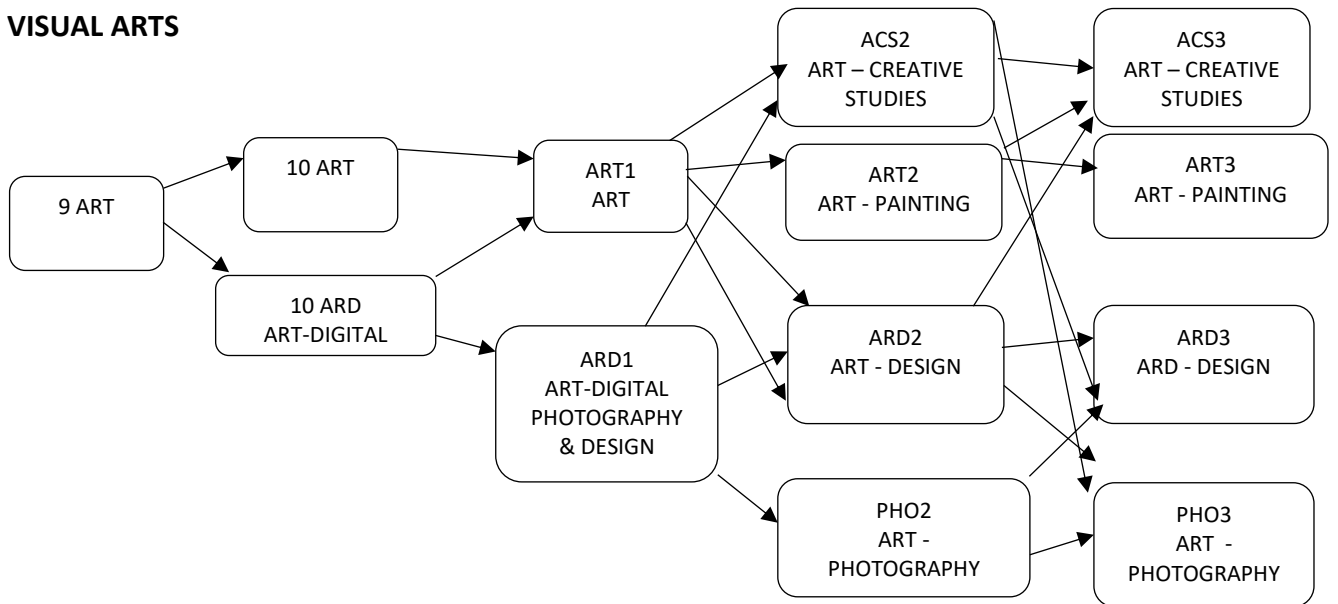 VISUAL ARTS
9 ART
10 ART
10 ARD
ART-DIGITAL
ART1
ART
ARD1
ART-DIGITAL
PHOTOGRAPHY
& DESIGN
ACS2
ART – CREATIVE
STUDIES
ART2
ART - PAINTING
ARD2
ART - DESIGN
PHO2
ART -
PHOTOGRAPHY
ACS3
ART – CREATIVE
STUDIES
ART3
ART - PAINTING
ARD3
ARD - DESIGN
PHO3
ART  -
PHOTOGRAPHY